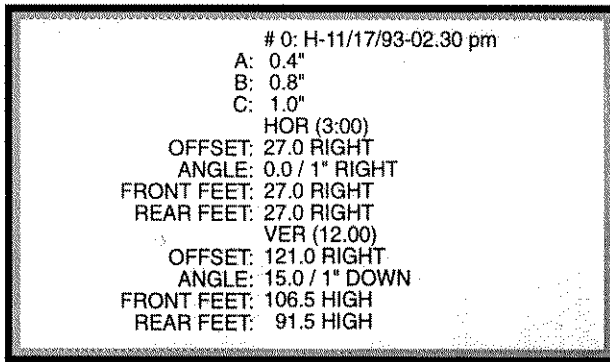 # 0: H-11/17/93-02.30 pm
A: 0.4"
B: 0.8"
C: 1.0"
HOR (3:00)
OFFSET: 27.0 RIGHT
ANGLE: 0.0 / 1" RIGHT
FRONT FEET: 27.0 RIGHT
REAR FEET: 27.0 RIGHT
VER (12.00)
OFFSET: 121.0 RIGHT
ANGLE: 15.0 / 1" DOWN
FRONT FEET: 106.5 HIGH
REAR FEET: 91.5 HIGH